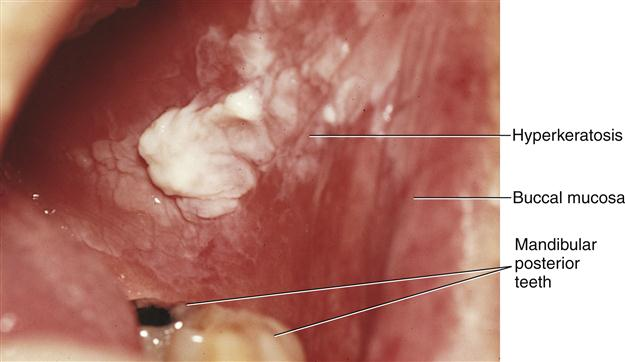 Hyperkeratosis
Buccal mucosa
Mandibular
posterior
teeth